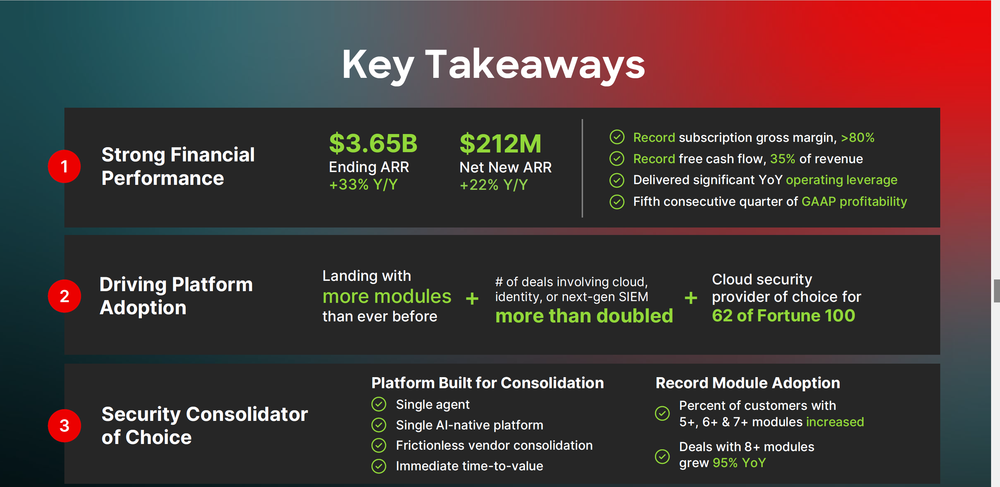 Key Takeaways
1
Strong Financial
Performance
$3.65B
Ending ARR
+33% Y/Y
$212M
Net New ARR
+22% Y/Y
Record subscription gross margin, >80%
Record free cash flow, 35% of revenue
Delivered significant YoY operating leverage
Fifth consecutive quarter of GAAP profitability
2
Driving Platform
Adoption
Landing with
more modules
than ever before
+
# of deals involving cloud,
identity, or next-gen SIEM
more than doubled
+
Cloud security
provider of choice for
62 of Fortune 100
3
Security Consolidator
of Choice
Platform Built for Consolidation
Single agent
Single AI-native platform
Frictionless vendor consolidation
Immediate time-to-value
Record Module Adoption
Percent of customers with
5+, 6+ & 7+ modules increased
Deals with 8+ modules
grew 95% YoY